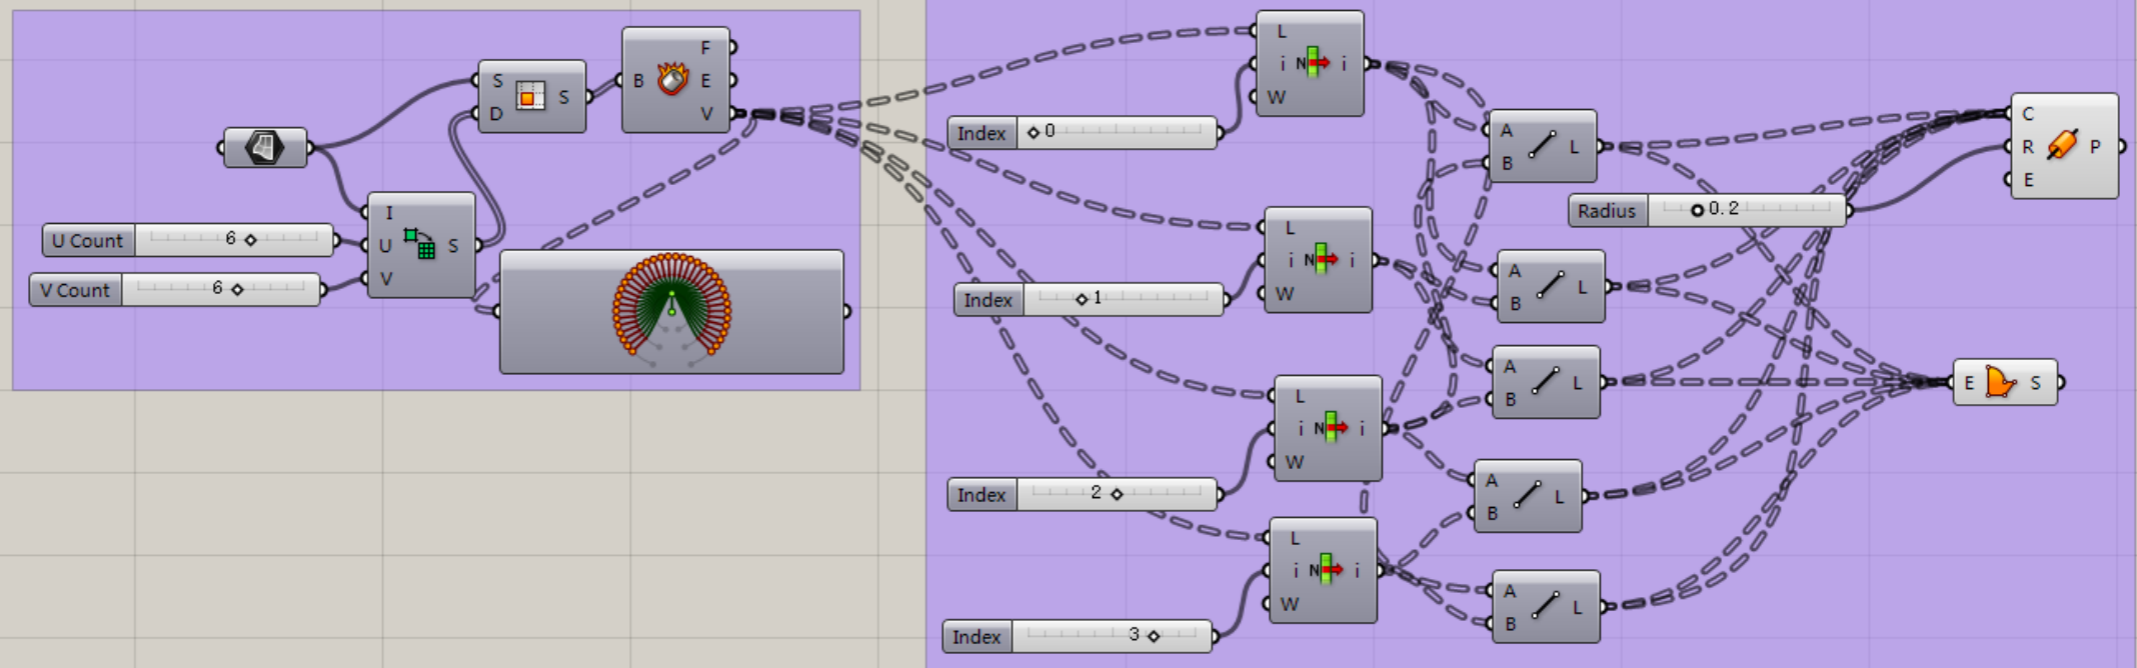 S
D
S
B
F
E
V
I
U
V
S
U Count
6
V Count
6
L
i
W
N
i
Index
0
L
i
W
N
i
Index
1
L
i
W
N
i
Index
2
L
i
W
N
i
Index
3
A
B
L
A
B
L
A
B
L
A
B
L
A
B
L
Radius
0.2
C
R
E
P
E
S